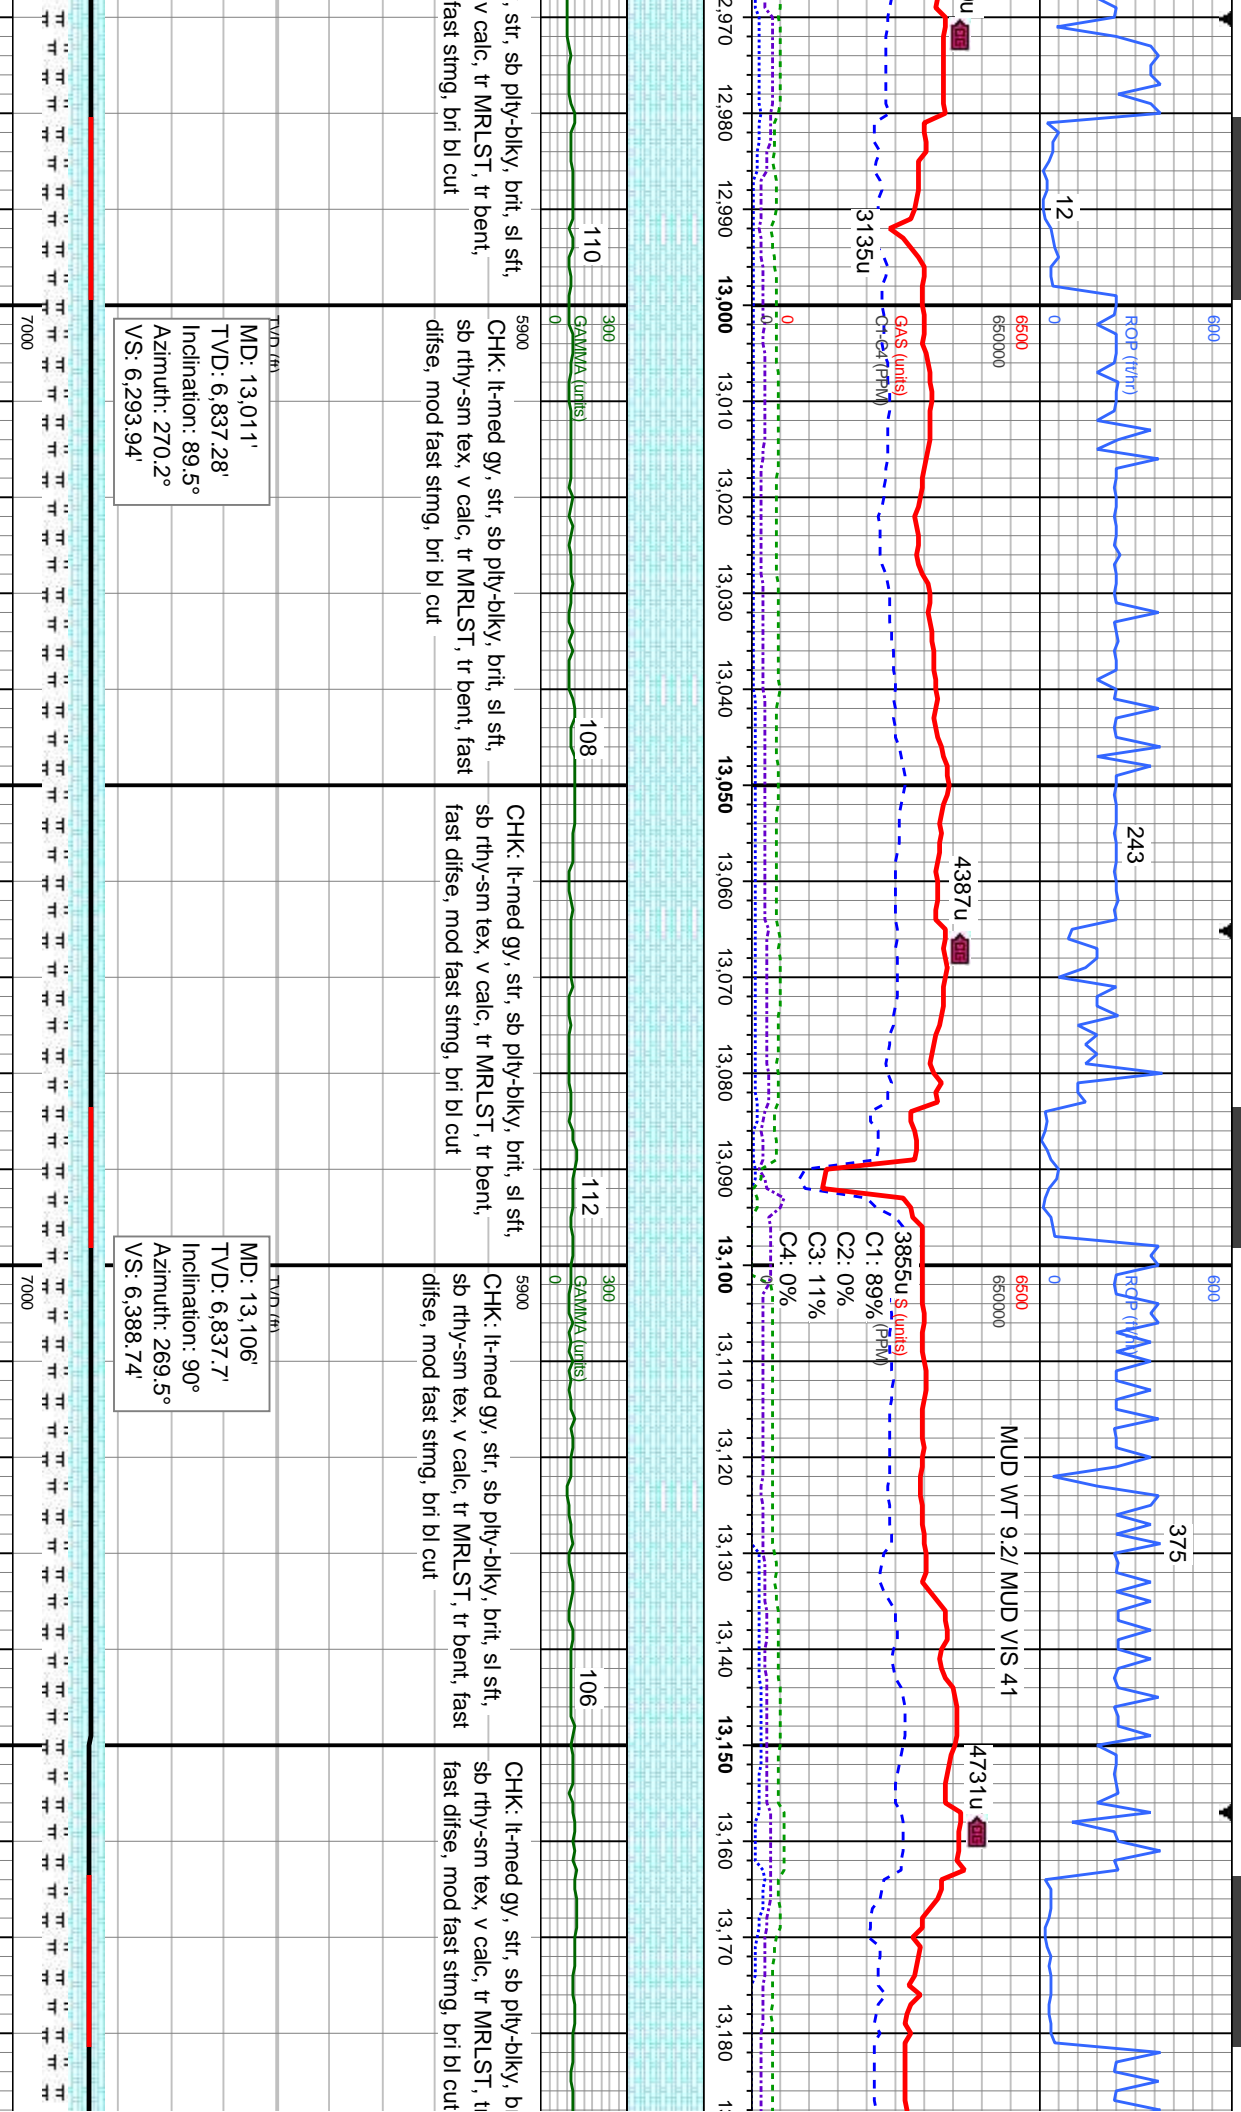 600
ROP (ft/hr)
0
600
ROP (ft/hr)
0
12
243
375
6500
650000
GAS (units)
C1-C4 (PPM)
0
0
6500
650000
S (units)
(PPM)
0
0u
3135u
4387u
3855u
C1: 89%
C2: 0%
C3: 11%
C4: 0%
MUD WT 9.2/ MUD VIS 41
4731u
2,970
12,980
12,990
13,000
13,010
13,020
13,030
13,040
13,050
13,060
13,070
13,080
13,090
13,100
13,110
13,120
13,130
13,140
13,150
13,160
13,170
13,180
300
GAMMA (units)
0
300
GAMMA (units)
0
110
108
112
106
, str, sb plty-blky, brit, sl sft,
v calc, tr MRLST, tr bent,
fast stmg, bri bl cut
CHK: lt-med gy, str, sb plty-blky, brit, sl sft,
sb rthy-sm tex, v calc, tr MRLST, tr bent, fast
difse, mod fast stmg, bri bl cut
CHK: lt-med gy, str, sb plty-blky, brit, sl sft,
sb rthy-sm tex, v calc, tr MRLST, tr bent,
fast difse, mod fast stmg, bri bl cut
CHK: lt-med gy, str, sb plty-blky, brit, sl sft,
sb rthy-sm tex, v calc, tr MRLST, tr bent, fast
difse, mod fast stmg, bri bl cut
CHK: lt-med gy, str, sb plty-blky, b
sb rthy-sm tex, v calc, tr MRLST, t
fast difse, mod fast stmg, bri bl cut
5900
TVD (ft)
7000
5900
TVD (ft)
7000
MD: 13,011'
TVD: 6,837.28'
Inclination: 89.5°
Azimuth: 270.2°
VS: 6,293.94'
MD: 13,106'
TVD: 6,837.7'
Inclination: 90°
Azimuth: 269.5°
VS: 6,388.74'